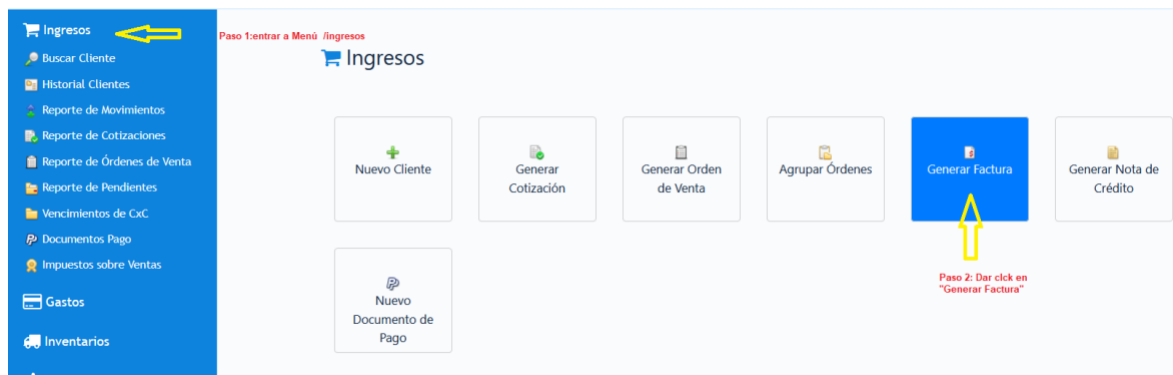 Ingresos
Paso 1:entrar a Menú /ingresos
Buscar Cliente
Historial Clientes
Reporte de Movimientos
Reporte de Cotizaciones
Reporte de Órdenes de Venta
Reporte de Pendientes
Vencimientos de CxC
Documentos Pago
Impuestos sobre Ventas
Gastos
Inventarios
Ingresos
Nuevo Cliente
Generar
Cotización
Generar Orden
de Venta
Agrupar Órdenes
Generar Factura
Generar Nota de
Crédito
Paso 2: Dar clck en
"Generar Factura"
Nuevo
Documento de
Pago